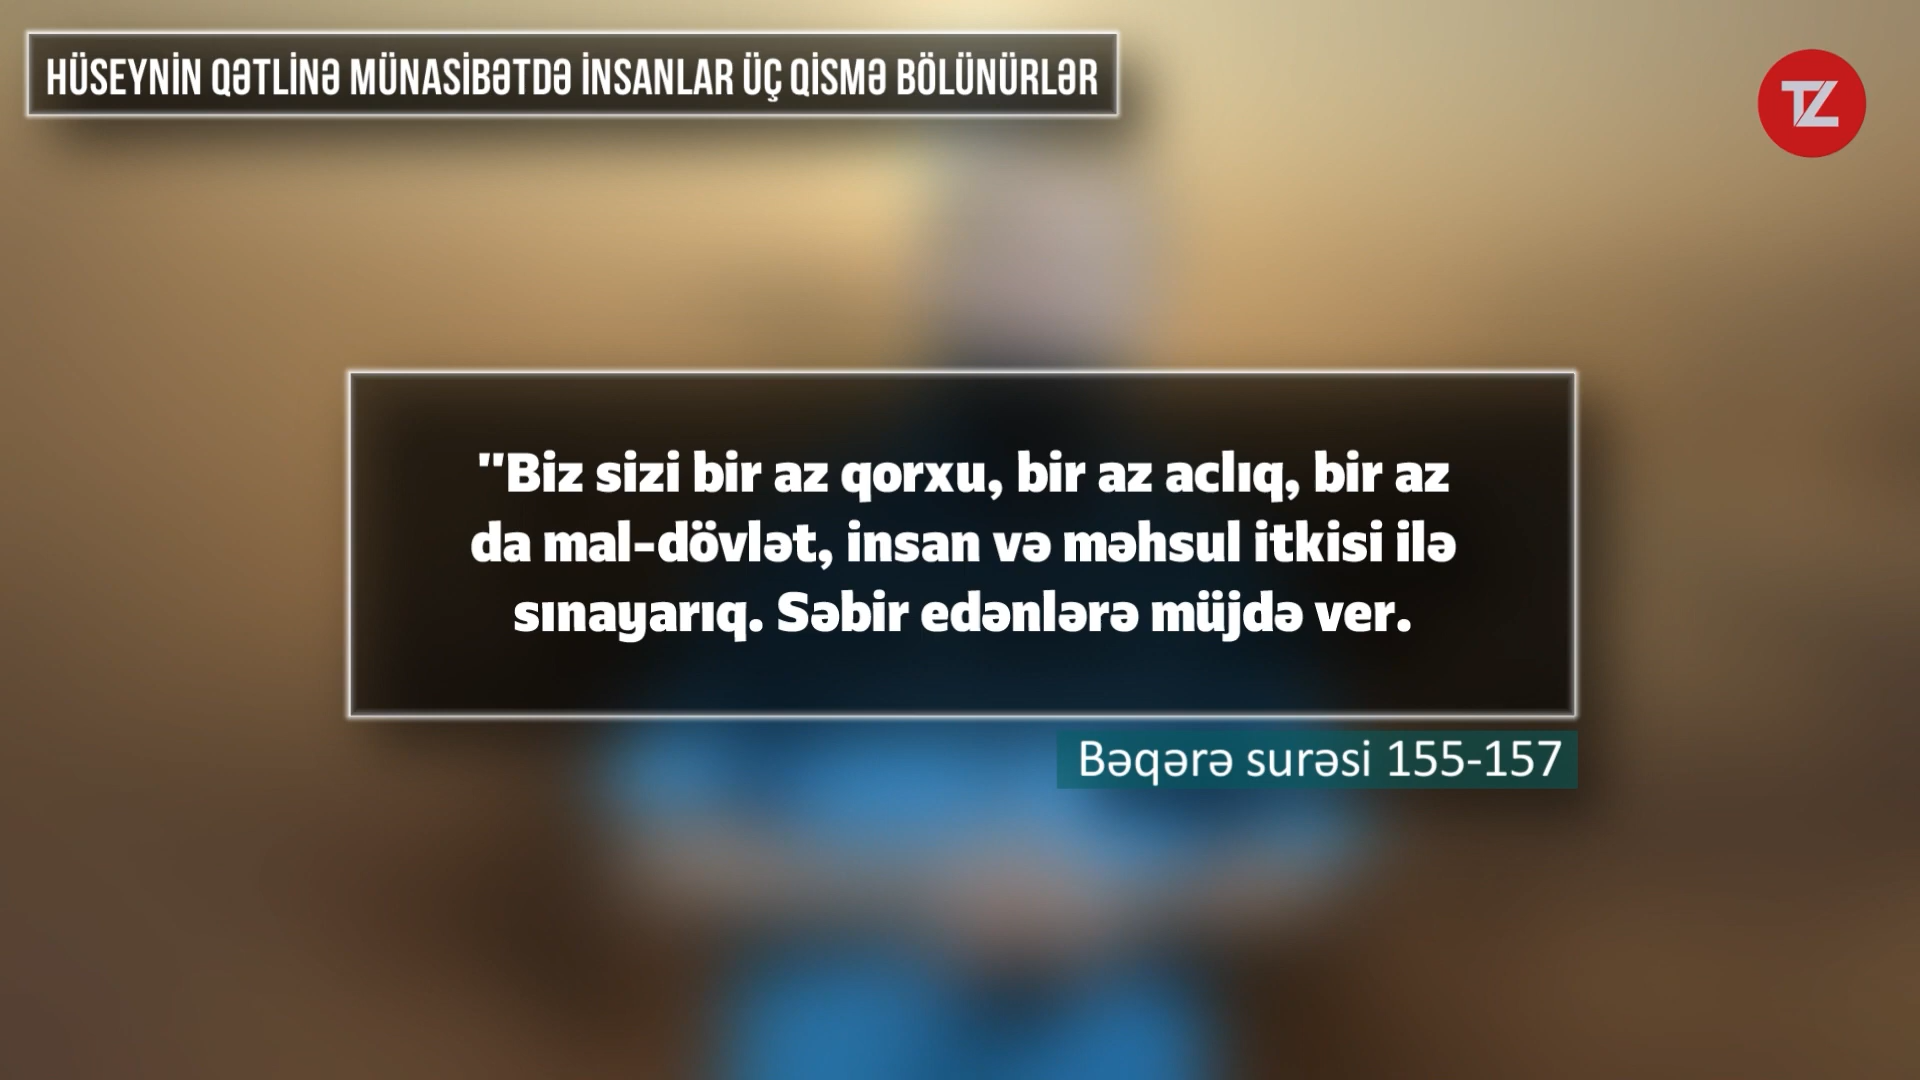 HÜSEYNİN QƏTLİNƏ MÜNASİBƏTDƏ İNSANLAR ÜÇ QİSMƏ BÖLÜNÜRLƏR
TZ
"Biz sizi bir az qorxu, bir az aclıq, bir az
da mal-dövlət, insan və məhsul itkisi ilə
sınayarıq. Səbir edənlərə müjdə ver.
Bəqərə surəsi 155-157